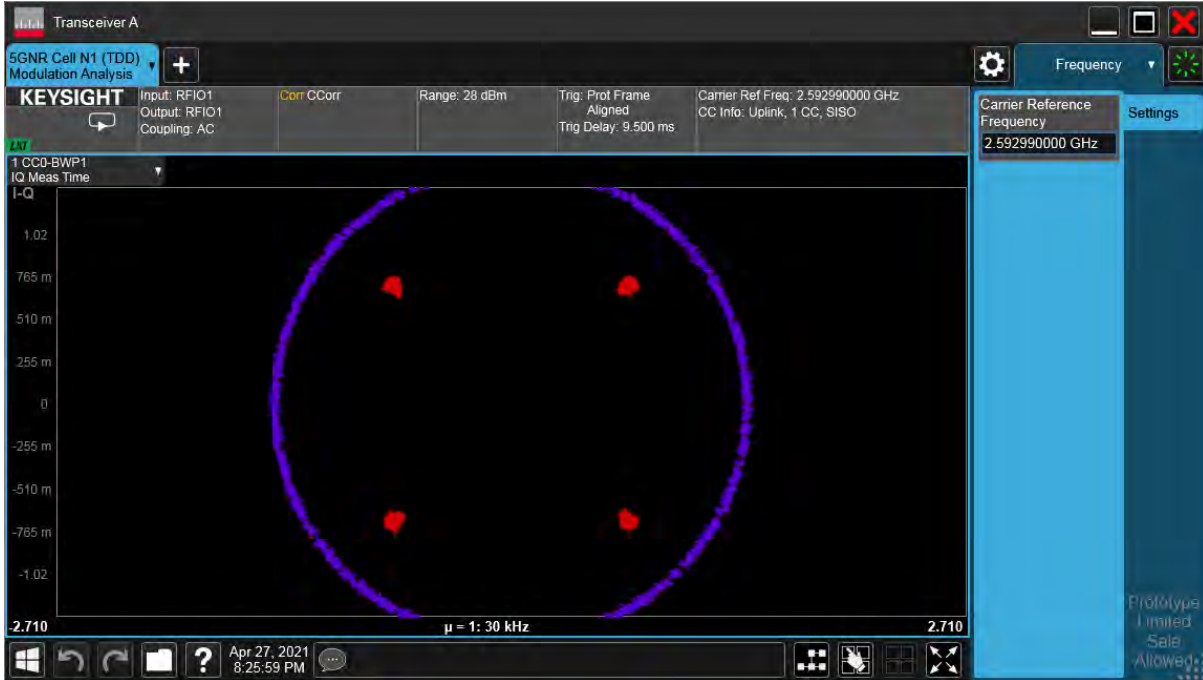 Transceiver A
5GNR Cell N1 (TDD)
Modulation Analysis
Frequency
KEYSIGHT
LXI
Input: RFIO1
Output: RFIO1
Coupling: AC
Corr CCorr
Range: 28 dBm
Trig: Prot Frame
Aligned
Trig Delay: 9.500 ms
Carrier Ref Freq: 2.592990000 GHz
CC Info: Uplink, 1 CC, SISO
Carrier Reference
Frequency
2.592990000 GHz
Settings
1 CC0-BWP1
IQ Meas Time
I-Q
1.02
765 m
510 m
255 m
0
-255 m
-510 m
-765 m
-1.02
-2.710
μ = 1: 30 kHz
2.710
Prototype
Limited
Sale
Allowed
?
Apr 27, 2021
8:25:59 PM